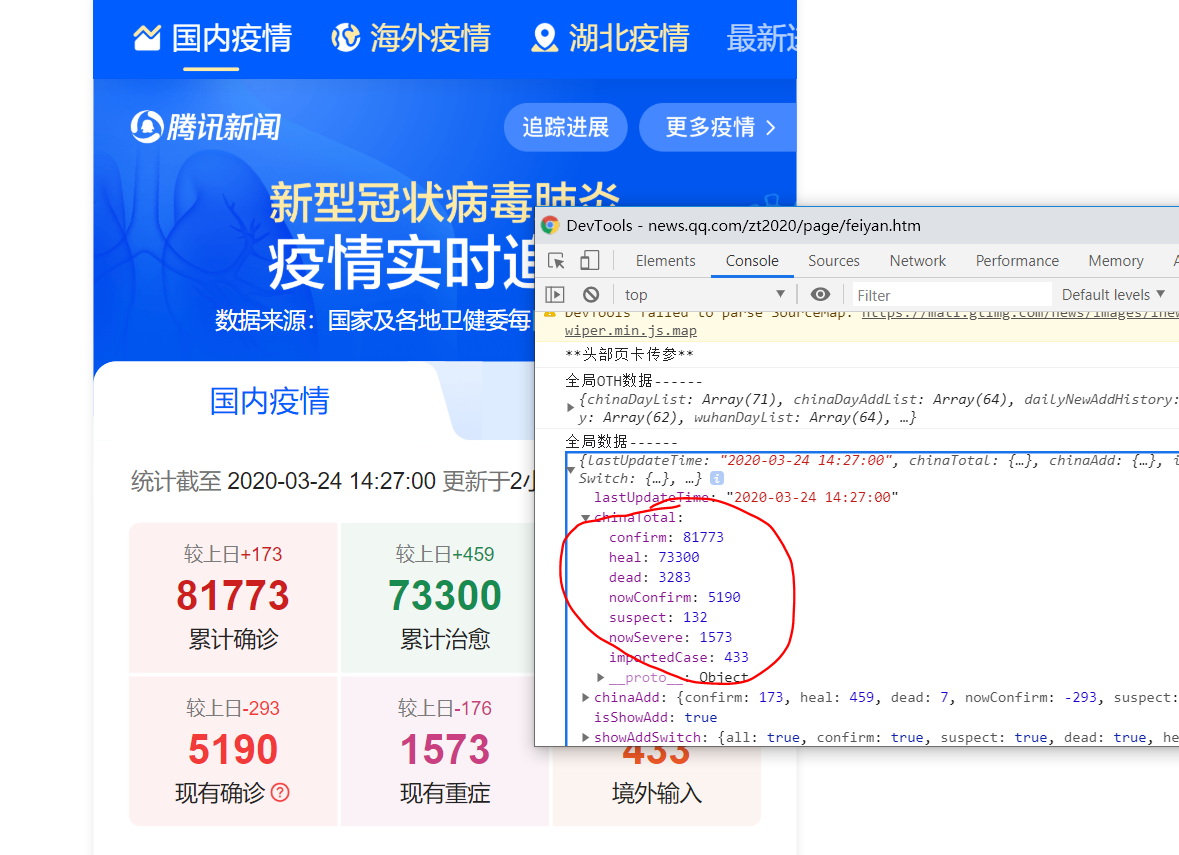 国内疫情 海外疫情 湖北疫情 最新
腾讯新闻 追踪进展 更多疫情
新型冠状病毒肺炎
疫情实时追
数据来源：国家及各地卫健委每
国内疫情
统计截至 2020-03-24 14:27:00 更新于2小
较上日+173
81773
累计确诊
较上日+459
73300
累计治愈
较上日-293
5190
现有确诊 ?
较上日-176
1573
现有重症
433
境外输入
DevTools - news.qq.com/zt2020/page/feiyan.htm
Elements Console Sources Network Performance Memory
top Filter Default levels ▼
DevTools failed to parse SourceMap: https://mat1.gtimg.com/news/images/inew
wiper.min.js.map
**头部页卡传参**
全局OTH数据------
{chinaDayList: Array(71), chinaDayAddList: Array(64), dailyNewAddHistory:
y: Array(62), wuhanDayList: Array(64), …}
全局数据------
{lastUpdateTime: "2020-03-24 14:27:00", chinaTotal: {…}, chinaAdd: {…}, i
Switch: {…}, …} i
lastUpdateTime: "2020-03-24 14:27:00"
chinaTotal:
confirm: 81773
heal: 73300
dead: 3283
nowConfirm: 5190
suspect: 132
nowSevere: 1573
importedCase: 433
__proto__: Object
chinaAdd: {confirm: 173, heal: 459, dead: 7, nowConfirm: -293, suspect:
isShowAdd: true
showAddSwitch: {all: true, confirm: true, suspect: true, dead: true, he